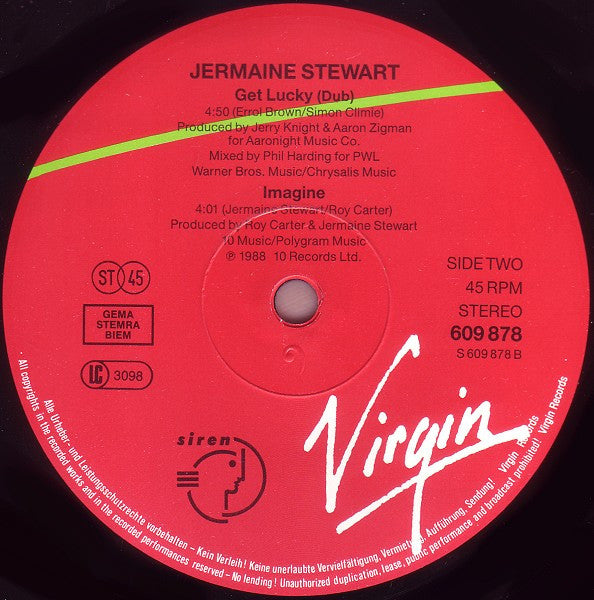 JERMAINE STEWART
Get Lucky (Dub)
4:50 (Errol Brown/Simon Climie)
Produced by Jerry Knight & Aaron Zigman
for Aaronight Music Co.
Mixed by Phil Harding for PWL
Warner Bros. Music/Chrysalis Music
Imagine
4:01 (Jermaine Stewart/Roy Carter)
Produced by Roy Carter & Jermaine Stewart
10 Music/Polygram Music
℗ 1988 10 Records Ltd.
ST 45
GEMA
STEMRA
BIEM
LC 3098
SIDE TWO
45 RPM
STEREO
609 878
S 609 878 B
siren
Virgin
Alle Urheber- und Leistungsschutzrechte vorbehalten – Kein Verleih! Keine unerlaubte Vervielfältigung, Vermietung, Aufführung, Sendung! Virgin Records
All copyrights in the recorded works and in the recorded performances reserved – No lending! Unauthorized duplication, lease, public performance and broadcast prohibited! Virgin Records